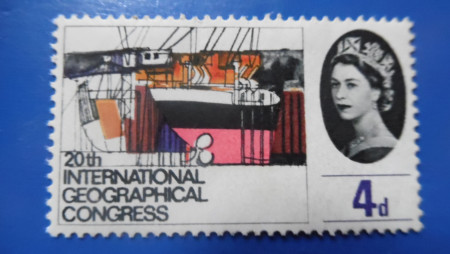 20th
INTERNATIONAL
GEOGRAPHICAL
CONGRESS
4d